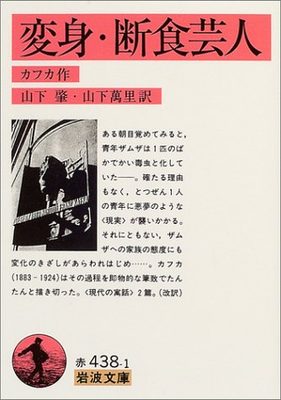 変身・断食芸人
カフカ作
山下 肇・山下萬里訳
ある朝目覚めてみると,
青年ザムザは1匹のば
かでかい毒虫と化して
いた——。確たる理由
もなく,とつぜん1人
の青年に悪夢のような
〈現実〉が襲いかかる。
それにともない,ザム
ザへの家族の態度にも
変化のきざしがあらわれはじめ……。カフカ
(1883‐1924)はその過程を即物的な筆致でたん
たんと描き切った。〈現代の寓話〉2篇。(改訳)
赤 438-1
岩波文庫